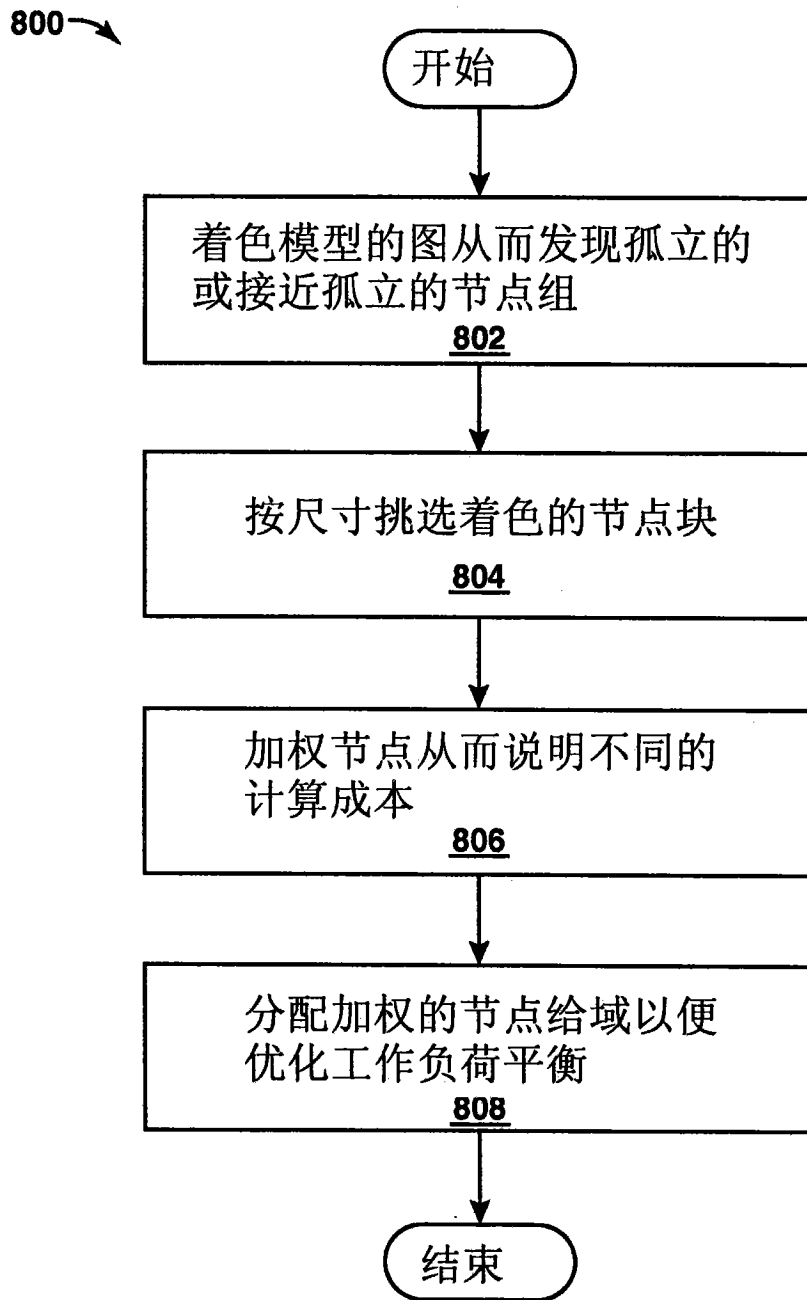 800
开始
着色模型的图从而发现孤立的
或接近孤立的节点组
802
按尺寸挑选着色的节点块
804
加权节点从而说明不同的
计算成本
806
分配加权的节点给域以便
优化工作负荷平衡
808
结束